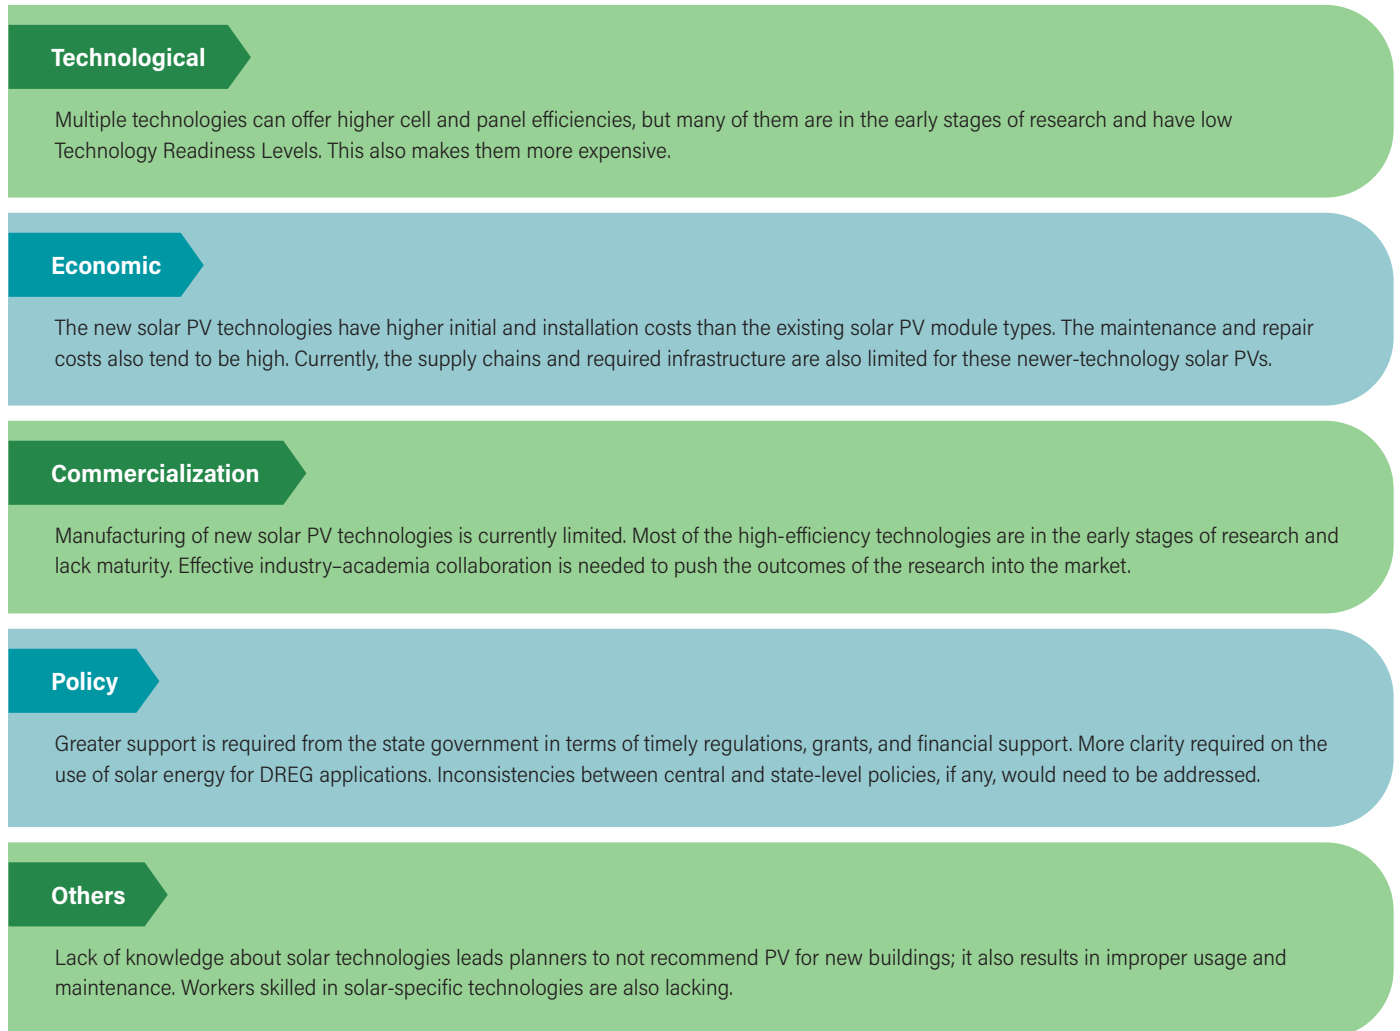 Technological
Multiple technologies can offer higher cell and panel efficiencies, but many of them are in the early stages of research and have low
Technology Readiness Levels. This also makes them more expensive.
Economic
The new solar PV technologies have higher initial and installation costs than the existing solar PV module types. The maintenance and repair
costs also tend to be high. Currently, the supply chains and required infrastructure are also limited for these newer-technology solar PVs.
Commercialization
Manufacturing of new solar PV technologies is currently limited. Most of the high-efficiency technologies are in the early stages of research and
lack maturity. Effective industry–academia collaboration is needed to push the outcomes of the research into the market.
Policy
Greater support is required from the state government in terms of timely regulations, grants, and financial support. More clarity required on the
use of solar energy for DREG applications. Inconsistencies between central and state-level policies, if any, would need to be addressed.
Others
Lack of knowledge about solar technologies leads planners to not recommend PV for new buildings; it also results in improper usage and
maintenance. Workers skilled in solar-specific technologies are also lacking.